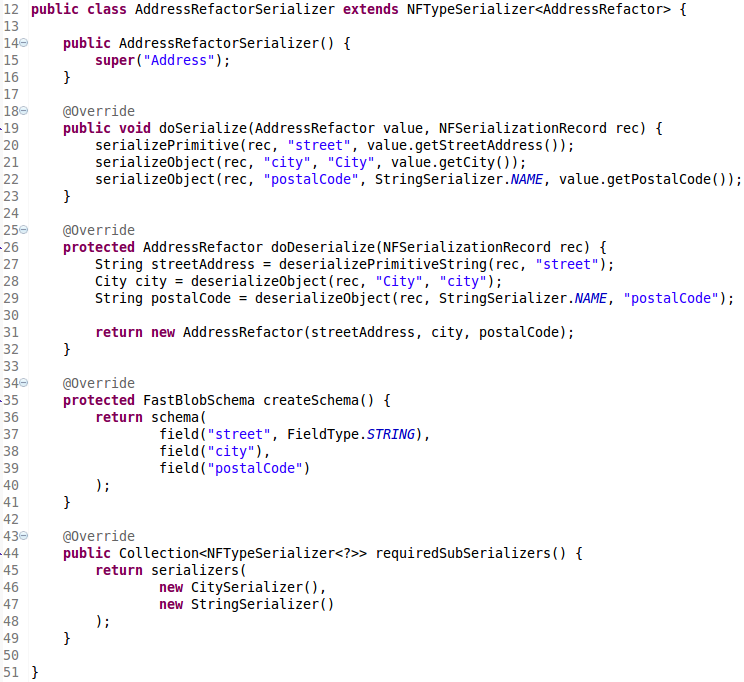 12 public class AddressRefactorSerializer extends NFTypeSerializer<AddressRefactor> {
13
14     public AddressRefactorSerializer() {
15         super("Address");
16     }
17
18     @Override
19     public void doSerialize(AddressRefactor value, NFSerializationRecord rec) {
20         serializePrimitive(rec, "street", value.getStreetAddress());
21         serializeObject(rec, "city", "City", value.getCity());
22         serializeObject(rec, "postalCode", StringSerializer.NAME, value.getPostalCode());
23     }
24
25     @Override
26     protected AddressRefactor doDeserialize(NFSerializationRecord rec) {
27         String streetAddress = deserializePrimitiveString(rec, "street");
28         City city = deserializeObject(rec, "City", "city");
29         String postalCode = deserializeObject(rec, StringSerializer.NAME, "postalCode");
30
31         return new AddressRefactor(streetAddress, city, postalCode);
32     }
33
34     @Override
35     protected FastBlobSchema createSchema() {
36         return schema(
37                 field("street", FieldType.STRING),
38                 field("city"),
39                 field("postalCode")
40         );
41     }
42
43     @Override
44     public Collection<NFTypeSerializer<?>> requiredSubSerializers() {
45         return serializers(
46                 new CitySerializer(),
47                 new StringSerializer()
48         );
49     }
50
51 }